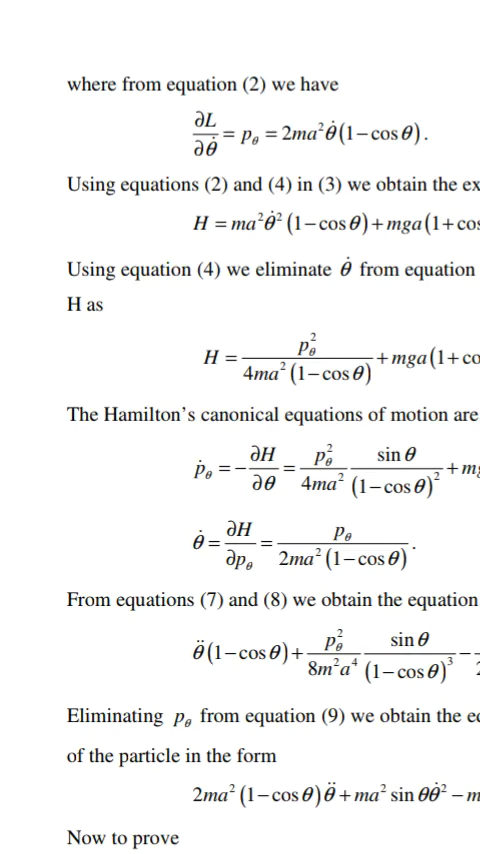 where from equation (2) we have
∂L/∂θ̇ = p_θ = 2ma²θ̇(1−cosθ).
Using equations (2) and (4) in (3) we obtain the ex
H = ma²θ̇²(1−cosθ)+mga(1+cos
Using equation (4) we eliminate θ̇ from equation
H as
H = p_θ²/(4ma²(1−cosθ)) + mga(1+co
The Hamilton's canonical equations of motion are
ṗ_θ = −∂H/∂θ = p_θ²/(4ma²) sinθ/(1−cosθ)² + mg
θ̇ = ∂H/∂p_θ = p_θ/(2ma²(1−cosθ)).
From equations (7) and (8) we obtain the equation
θ̈(1−cosθ) + p_θ²/(8m²a⁴) sinθ/(1−cosθ)³ −
Eliminating p_θ from equation (9) we obtain the eq
of the particle in the form
2ma²(1−cosθ)θ̈ + ma² sinθθ̇² − m
Now to prove